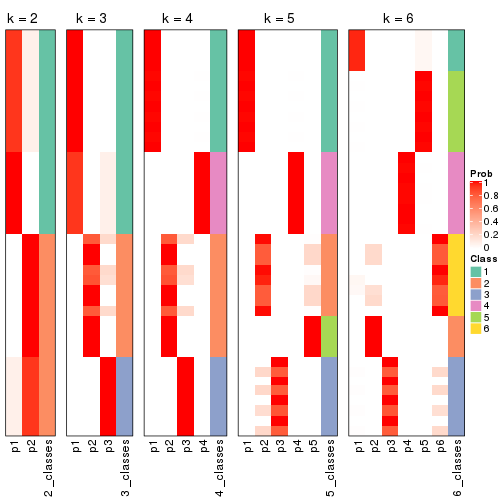 k = 2
k = 3
k = 4
k = 5
k = 6
Prob
1
0.8
0.6
0.4
0.2
0
Class
1
2
3
4
5
6
p1
p2
2_classes
p1
p2
p3
3_classes
p1
p2
p3
p4
4_classes
p1
p2
p3
p4
p5
5_classes
p1
p2
p3
p4
p5
p6
6_classes